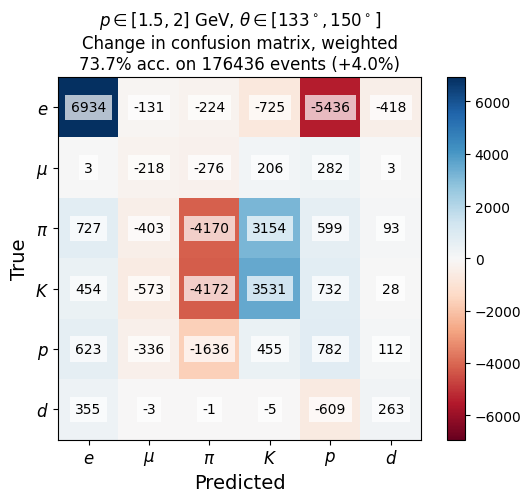 p ∈ [1.5, 2] GeV, θ ∈ [133°, 150°]
Change in confusion matrix, weighted
73.7% acc. on 176436 events (+4.0%)
True
e 6934 -131 -224 -725 -5436 -418
μ 3 -218 -276 206 282 3
π 727 -403 -4170 3154 599 93
K 454 -573 -4172 3531 732 28
p 623 -336 -1636 455 782 112
d 355 -3 -1 -5 -609 263
e μ π K p d
Predicted
6000
4000
2000
0
−2000
−4000
−6000